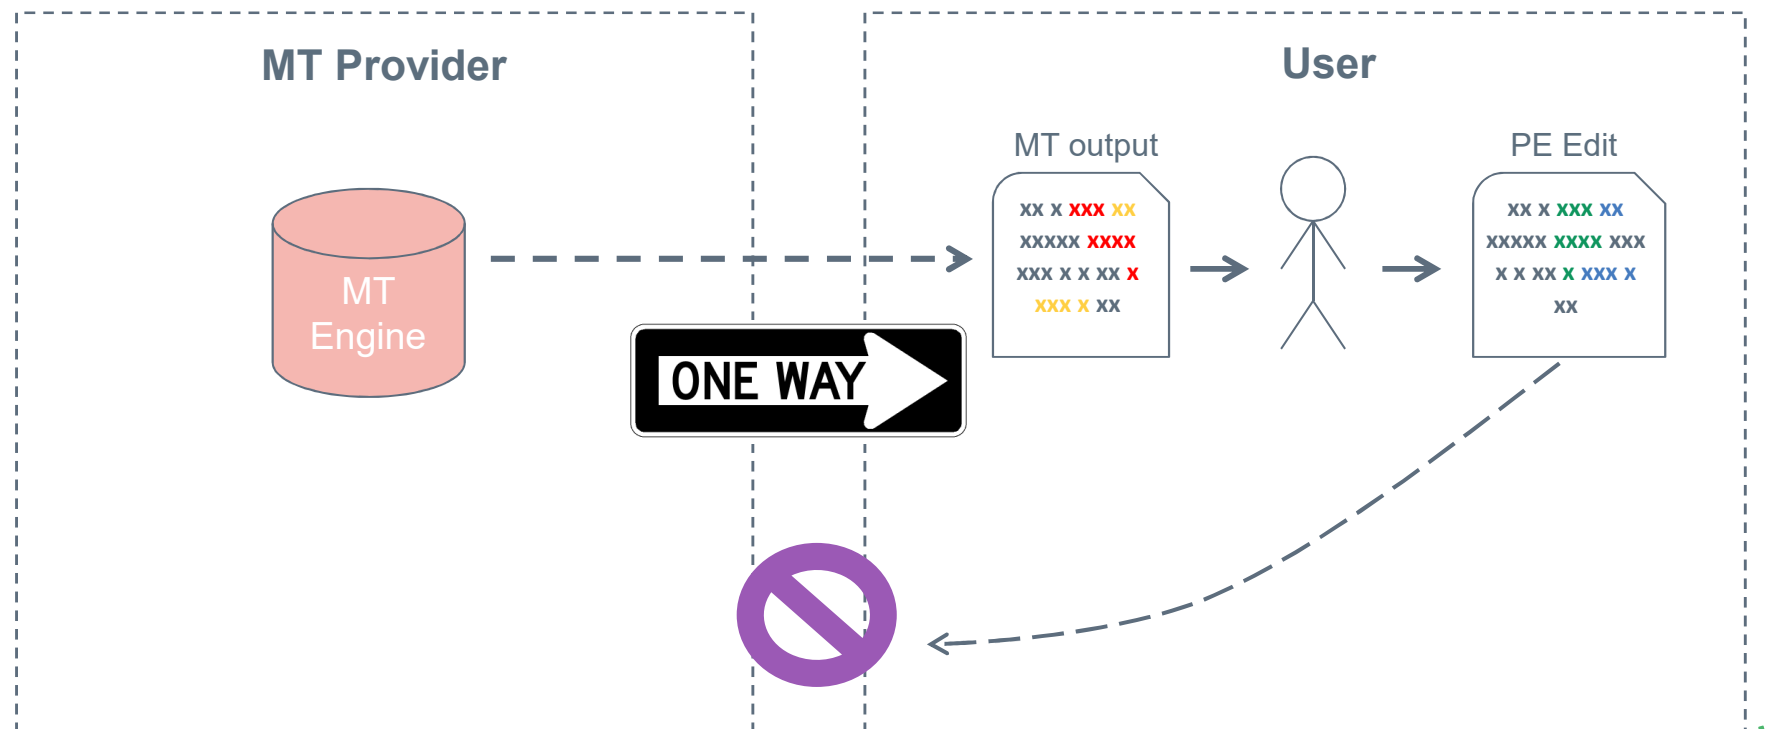 MT Provider
User
MT output
PE Edit
xx x xxx xx
xxxxx xxxx
xxx x x xx x
xxx x xx
xx x xxx xx
xxxxx xxxx xxx
x x xx x xxx x
xx
MT
Engine
ONE WAY